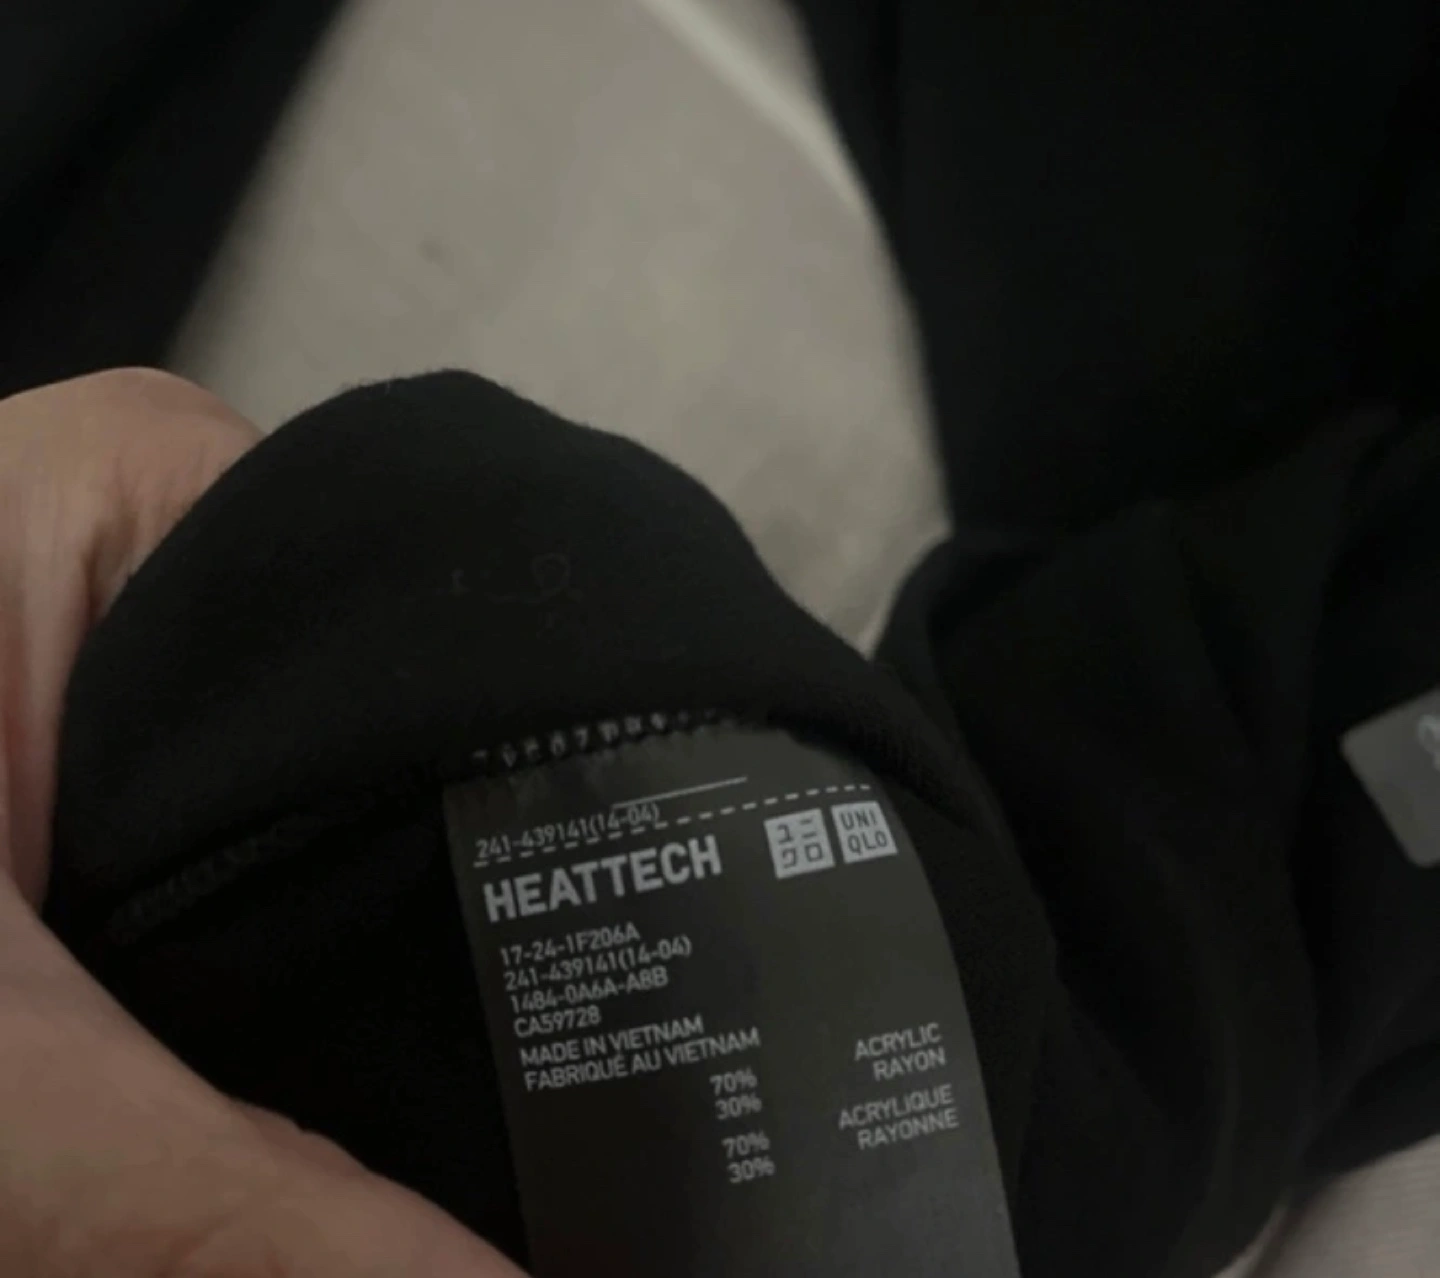 241-439141(14-04)
HEATTECH
ユニ
クロ
UNI
QLO
17-24-1F206A
241-439141(14-04)
1484-0A6A-A8B
CA59728
MADE IN VIETNAM
FABRIQUÉ AU VIETNAM
70% ACRYLIC
30% RAYON
70% ACRYLIQUE
30% RAYONNE